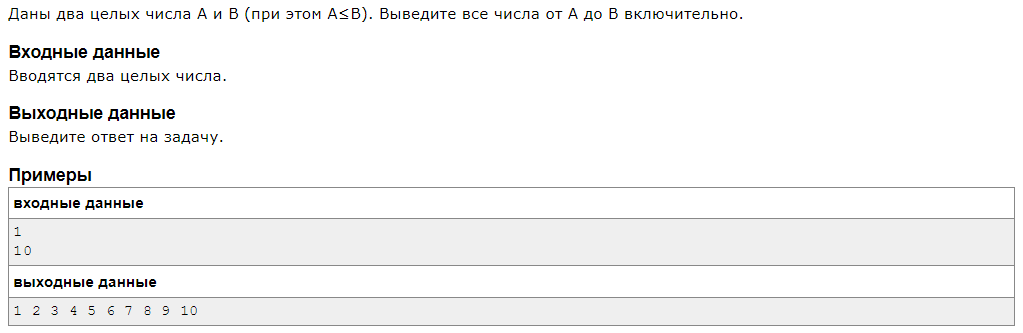 Даны два целых числа A и B (при этом A≤B). Выведите все числа от A до B включительно.
Входные данные
Вводятся два целых числа.
Выходные данные
Выведите ответ на задачу.
Примеры
входные данные
1
10
выходные данные
1 2 3 4 5 6 7 8 9 10